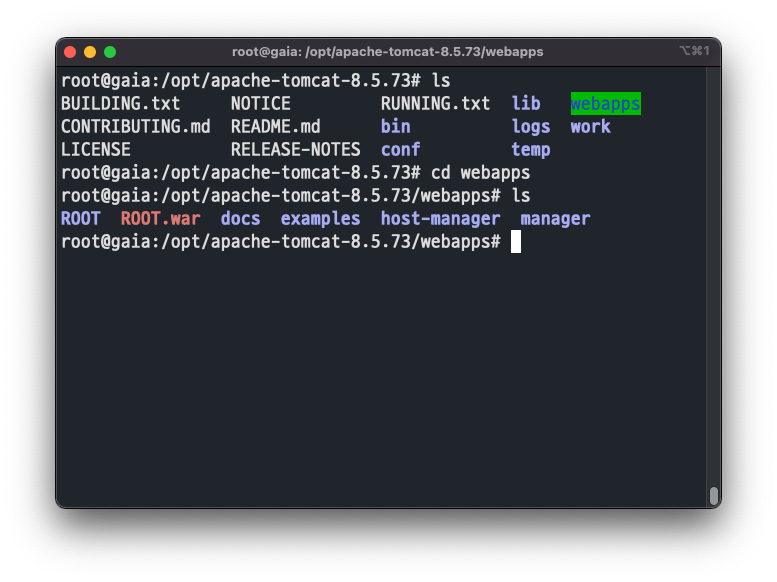 root@gaia: /opt/apache-tomcat-8.5.73/webapps ⌥⌘1
root@gaia:/opt/apache-tomcat-8.5.73# ls
BUILDING.txt     NOTICE         RUNNING.txt  lib   webapps
CONTRIBUTING.md  README.md      bin          logs  work
LICENSE          RELEASE-NOTES  conf         temp
root@gaia:/opt/apache-tomcat-8.5.73# cd webapps
root@gaia:/opt/apache-tomcat-8.5.73/webapps# ls
ROOT  ROOT.war  docs  examples  host-manager  manager
root@gaia:/opt/apache-tomcat-8.5.73/webapps#